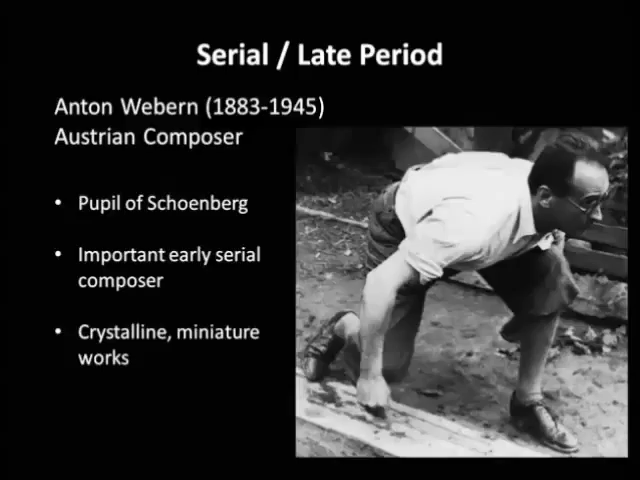 Serial / Late Period
Anton Webern (1883-1945)
Austrian Composer
• Pupil of Schoenberg
• Important early serial
composer
• Crystalline, miniature
works